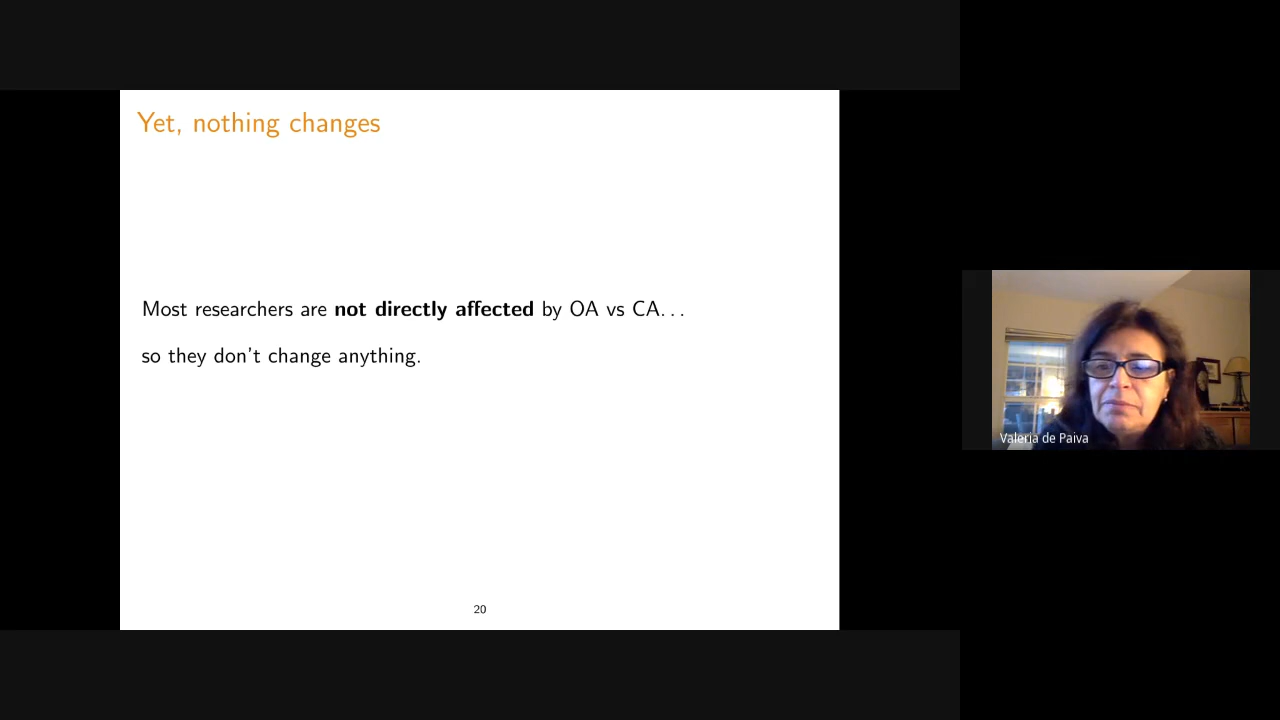 Yet, nothing changes
Most researchers are not directly affected by OA vs CA...
so they don't change anything.
20
Valeria de Paiva